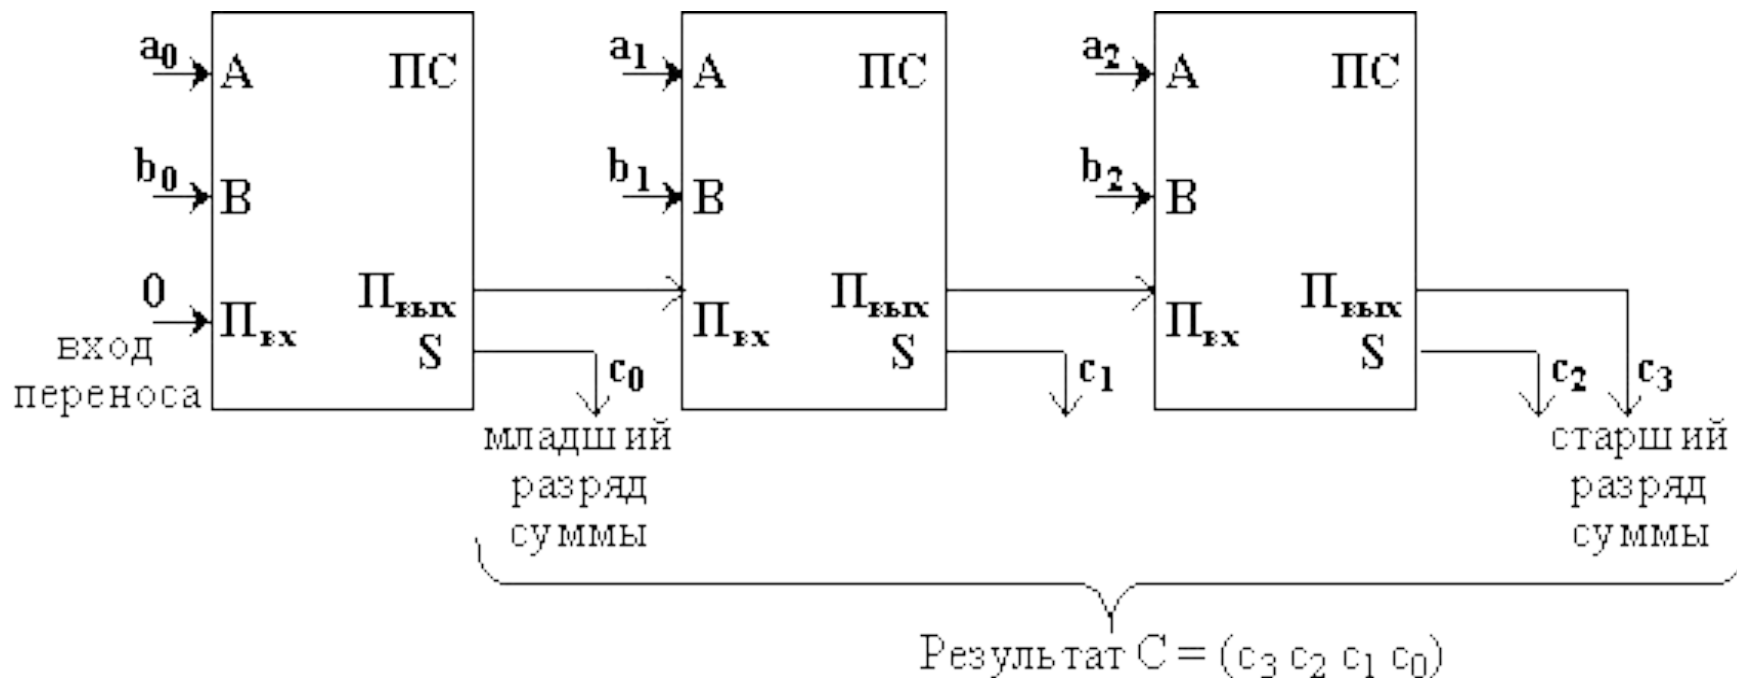 a₀ A ПС
b₀ B
0 Пвх Пвых
вход
переноса
S c₀
младший
разряд
суммы
a₁ A ПС
b₁ B
Пвх Пвых
S c₁
a₂ A ПС
b₂ B
Пвх Пвых
S c₂ c₃
старший
разряд
суммы
Результат C = (c₃ c₂ c₁ c₀)